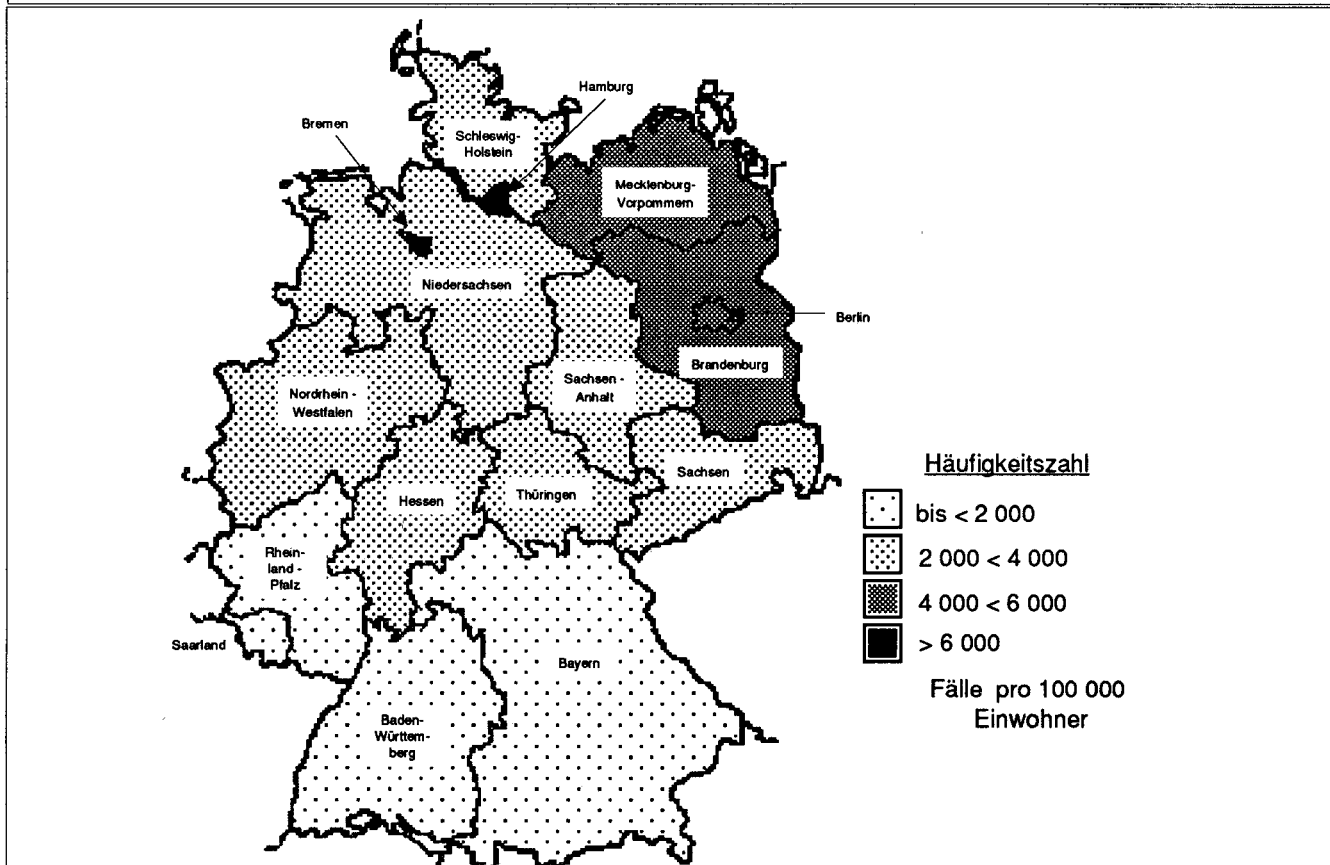 Hamburg
Bremen
Schleswig-
Holstein
Mecklenburg-
Vorpommern
Niedersachsen
Berlin
Brandenburg
Sachsen -
Anhalt
Nordrhein -
Westfalen
Sachsen
Hessen
Thüringen
Rhein-
land -
Pfalz
Saarland
Bayern
Baden-
Württem-
berg
Häufigkeitszahl
bis < 2 000
2 000 < 4 000
4 000 < 6 000
> 6 000
Fälle pro 100 000
Einwohner